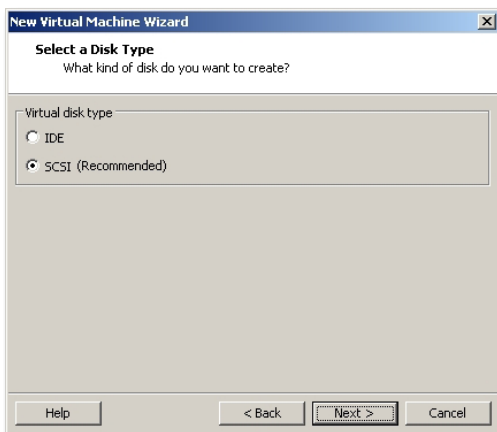 New Virtual Machine Wizard
Select a Disk Type
What kind of disk do you want to create?
Virtual disk type
IDE
SCSI (Recommended)
Help
< Back
Next >
Cancel